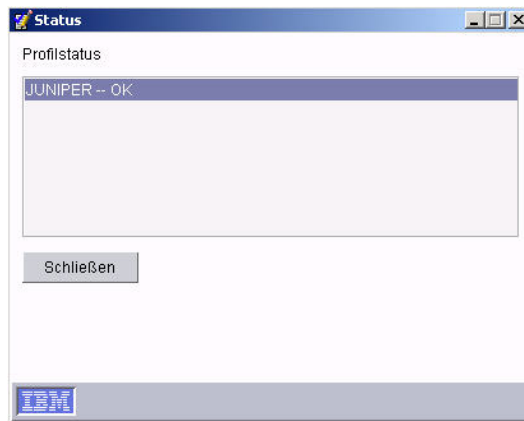 Status
Profilstatus
JUNIPER -- OK
Schließen
IBM